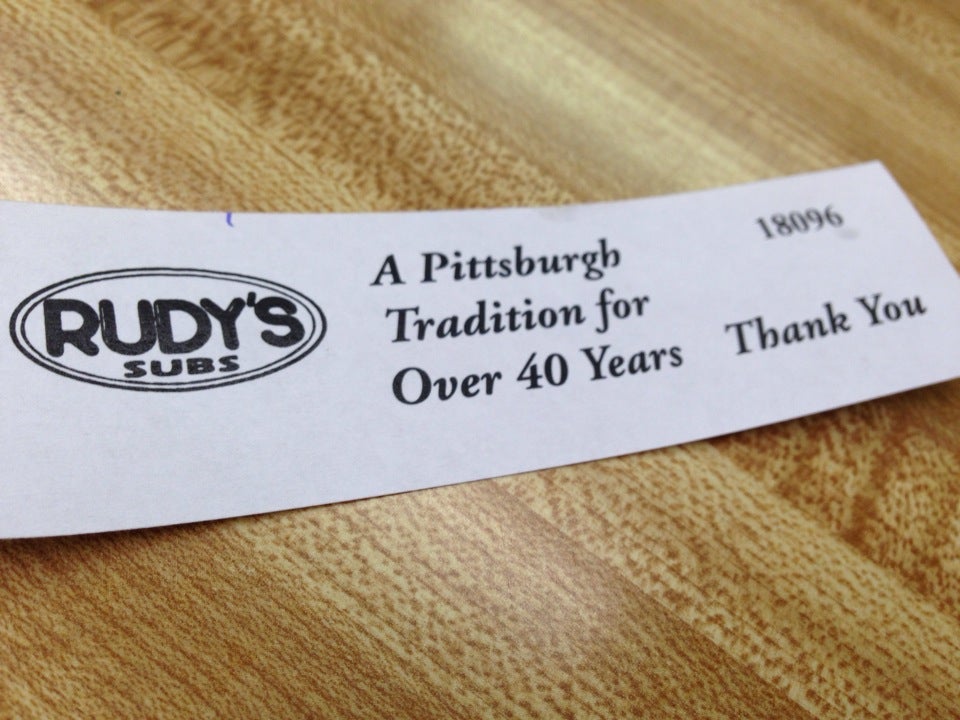 RUDY'S
SUBS
A Pittsburgh
Tradition for
Over 40 Years
18096
Thank You